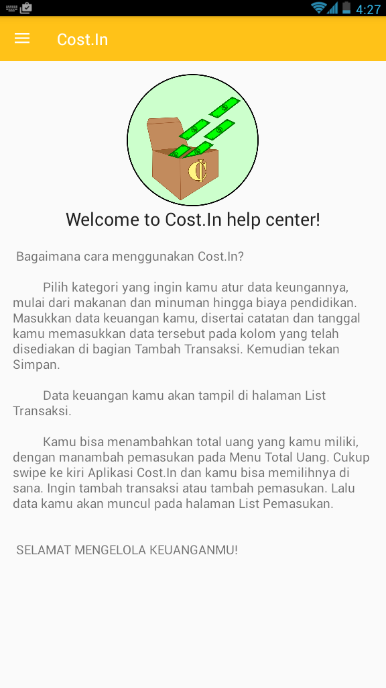 4:27
Cost.In
₵
Welcome to Cost.In help center!
Bagaimana cara menggunakan Cost.In?
Pilih kategori yang ingin kamu atur data keungannya,
mulai dari makanan dan minuman hingga biaya pendidikan.
Masukkan data keuangan kamu, disertai catatan dan tanggal
kamu memasukkan data tersebut pada kolom yang telah
disediakan di bagian Tambah Transaksi. Kemudian tekan
Simpan.
Data keuangan kamu akan tampil di halaman List
Transaksi.
Kamu bisa menambahkan total uang yang kamu miliki,
dengan manambah pemasukan pada Menu Total Uang. Cukup
swipe ke kiri Aplikasi Cost.In dan kamu bisa memilihnya di
sana. Ingin tambah transaksi atau tambah pemasukan. Lalu
data kamu akan muncul pada halaman List Pemasukan.
SELAMAT MENGELOLA KEUANGANMU!